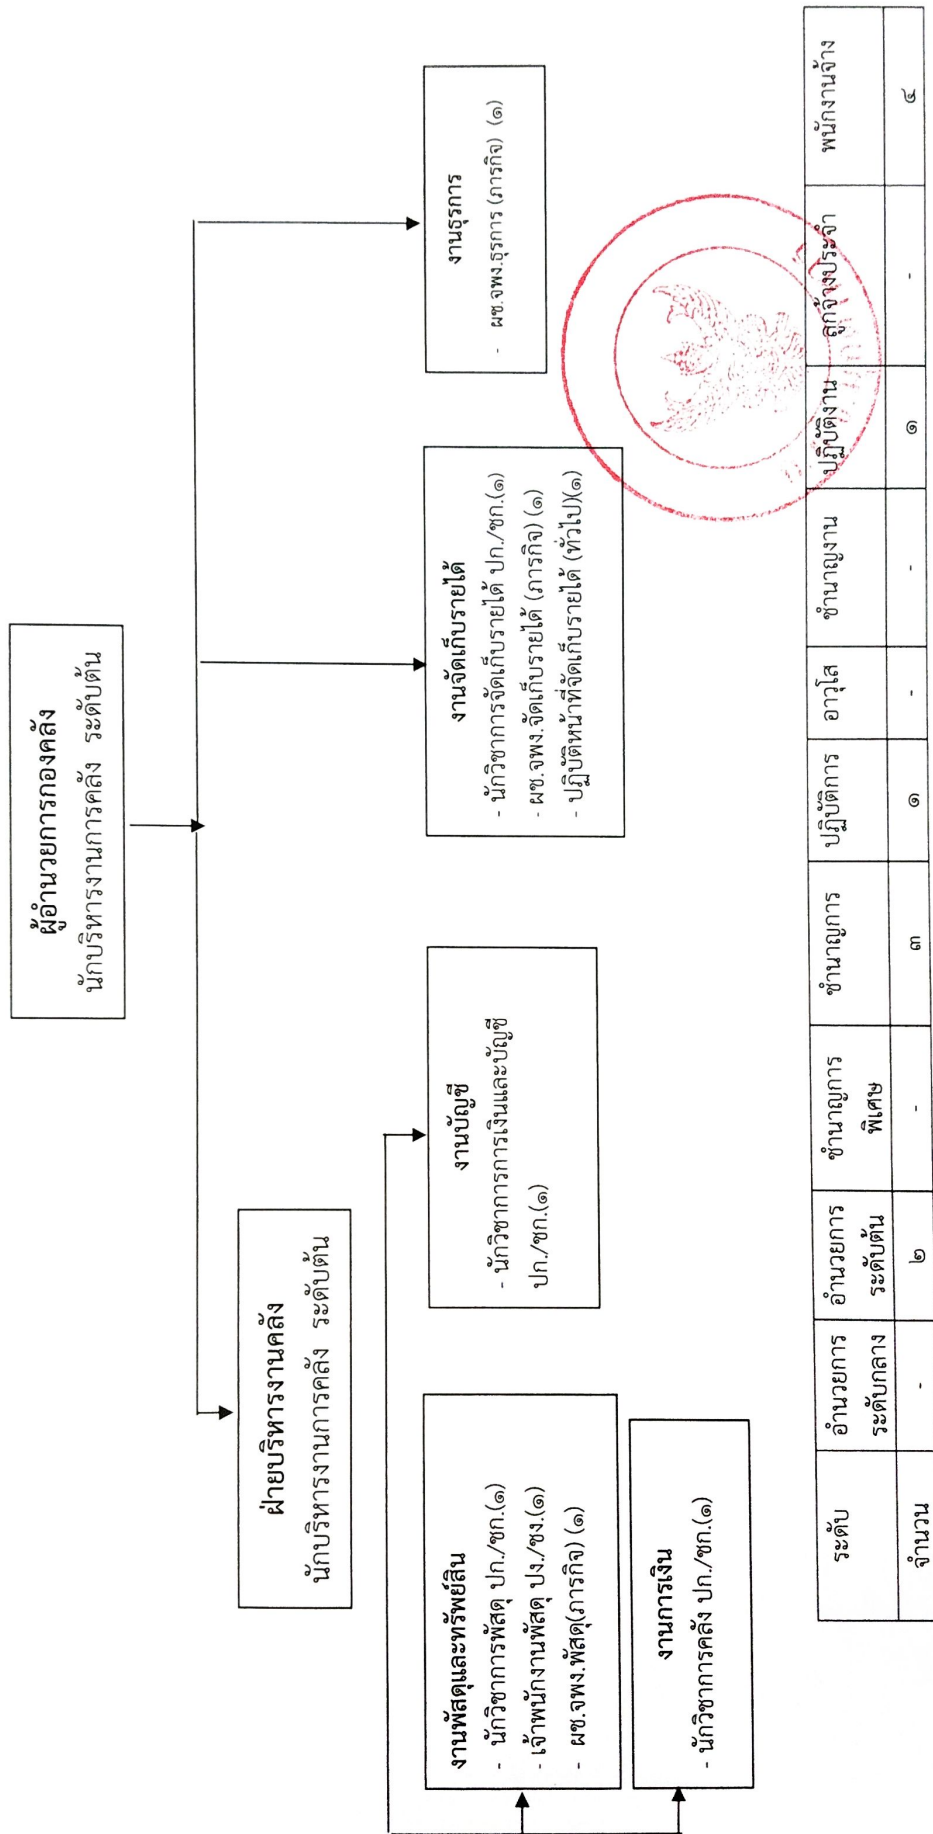 ผู้อำนวยการกองคลัง
นักบริหารงานการคลัง ระดับต้น
ฝ่ายบริหารงานคลัง
นักบริหารงานการคลัง ระดับต้น
งานพัสดุและทรัพย์สิน
- นักวิชาการพัสดุ ปก./ชก.(๑)
- เจ้าพนักงานพัสดุ ปง./ชง.(๑)
- ผช.จพง.พัสดุ(ภารกิจ) (๑)
งานการเงิน
- นักวิชาการคลัง ปก./ชก.(๑)
งานบัญชี
- นักวิชาการการเงินและบัญชี
ปก./ชก.(๑)
งานจัดเก็บรายได้
- นักวิชาการจัดเก็บรายได้ ปก./ชก.(๑)
- ผช.จพง.จัดเก็บรายได้ (ภารกิจ) (๑)
- ปฏิบัติหน้าที่จัดเก็บรายได้ (ทั่วไป)(๑)
งานธุรการ
- ผช.จพง.ธุรการ (ภารกิจ) (๑)
ระดับ อำนวยการ ระดับกลาง อำนวยการ ระดับต้น ชำนาญการ พิเศษ ชำนาญการ ปฏิบัติการ อาวุโส ชำนาญงาน ปฏิบัติงาน ลูกจ้างประจำ พนักงานจ้าง
จำนวน - ๒ - ๓ ๑ - - ๑ - ๔